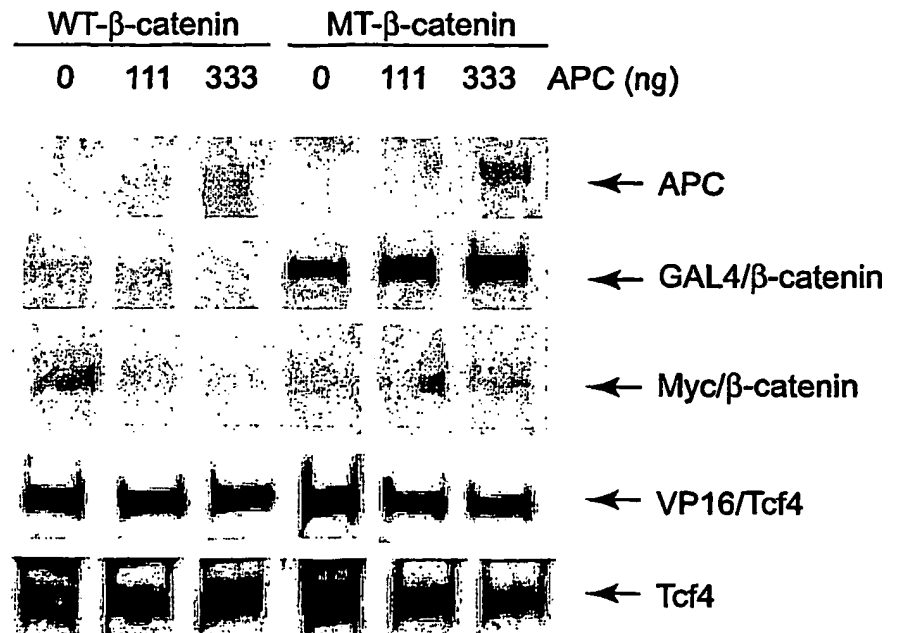 WT-β-catenin MT-β-catenin
0 111 333 0 111 333 APC (ng)
APC
GAL4/β-catenin
Myc/β-catenin
VP16/Tcf4
Tcf4